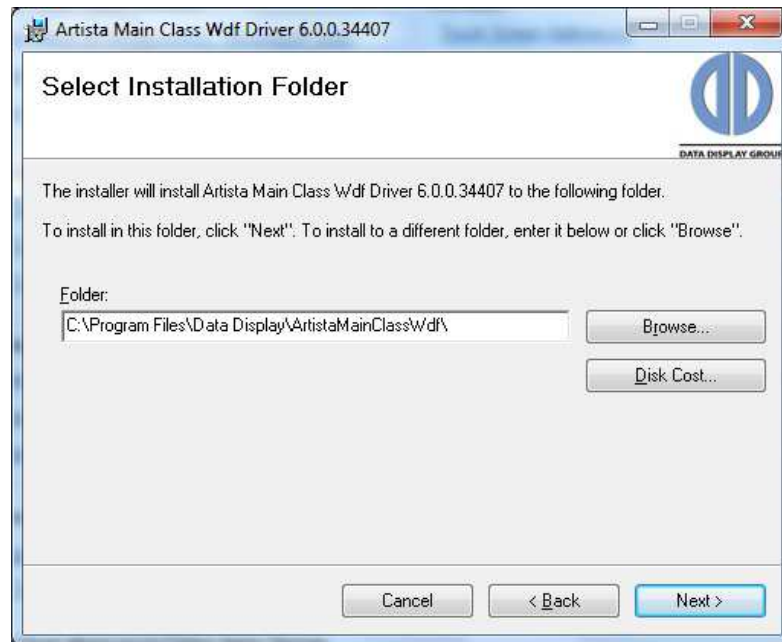 Artista Main Class Wdf Driver 6.0.0.34407
Select Installation Folder
DATA DISPLAY GROUP
The installer will install Artista Main Class Wdf Driver 6.0.0.34407 to the following folder.
To install in this folder, click "Next". To install to a different folder, enter it below or click "Browse".
Folder:
C:\Program Files\Data Display\ArtistaMainClassWdf\
Browse...
Disk Cost...
Cancel
< Back
Next >